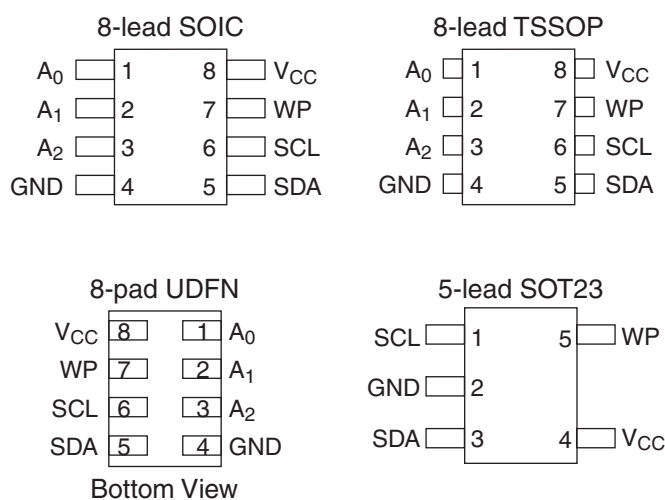 8-lead SOIC
A0 1 8 VCC
A1 2 7 WP
A2 3 6 SCL
GND 4 5 SDA
8-lead TSSOP
A0 1 8 VCC
A1 2 7 WP
A2 3 6 SCL
GND 4 5 SDA
8-pad UDFN
VCC 8 1 A0
WP 7 2 A1
SCL 6 3 A2
SDA 5 4 GND
Bottom View
5-lead SOT23
SCL 1 5 WP
GND 2
SDA 3 4 VCC